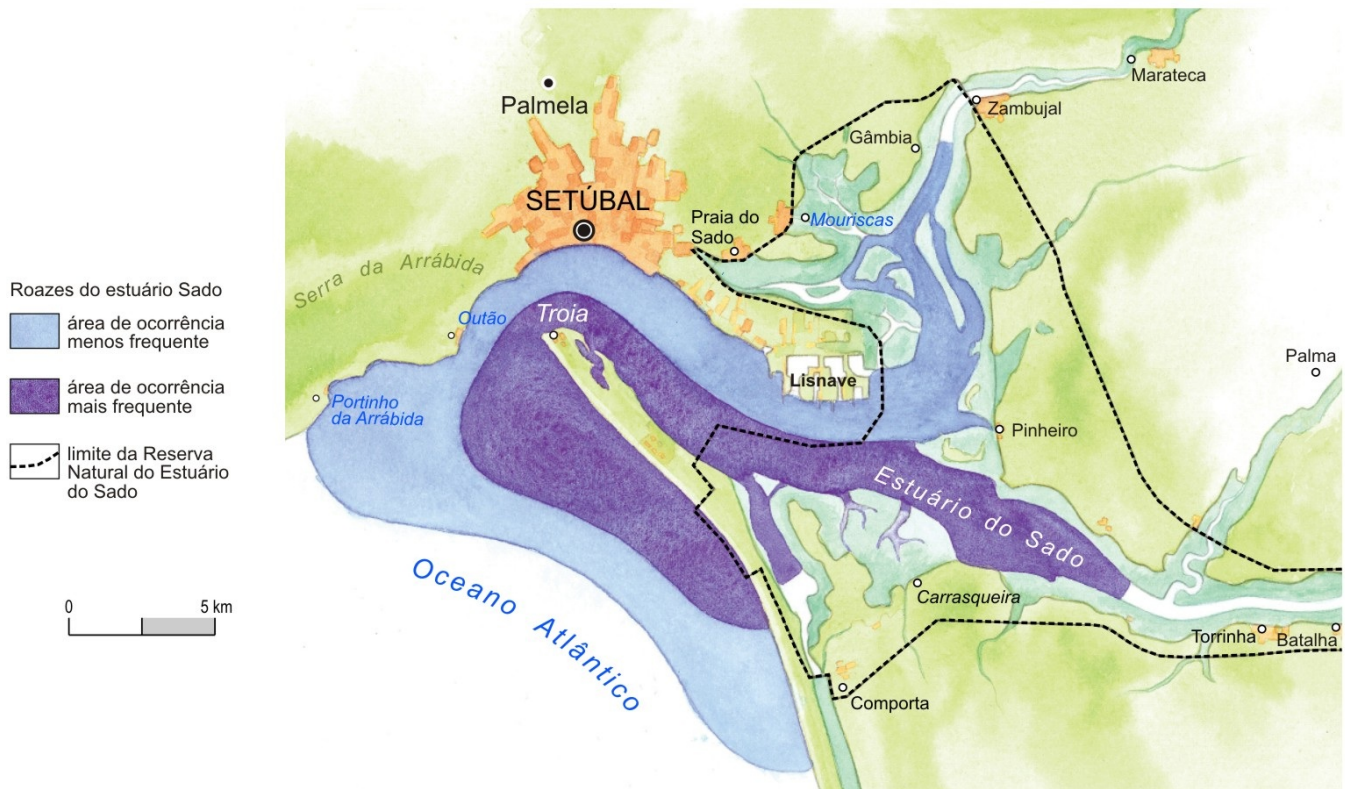 Roazes do estuário Sado
área de ocorrência
menos frequente
área de ocorrência
mais frequente
limite da Reserva
Natural do Estuário
do Sado
0 5 km
Palmela
SETÚBAL
Serra da Arrábida
Outão
Portinho
da Arrábida
Troia
Praia do
Sado
Mouriscas
Gâmbia
Zambujal
Marateca
Lisnave
Palma
Pinheiro
Estuário do Sado
Oceano Atlântico
Carrasqueira
Comporta
Torrinha
Batalha